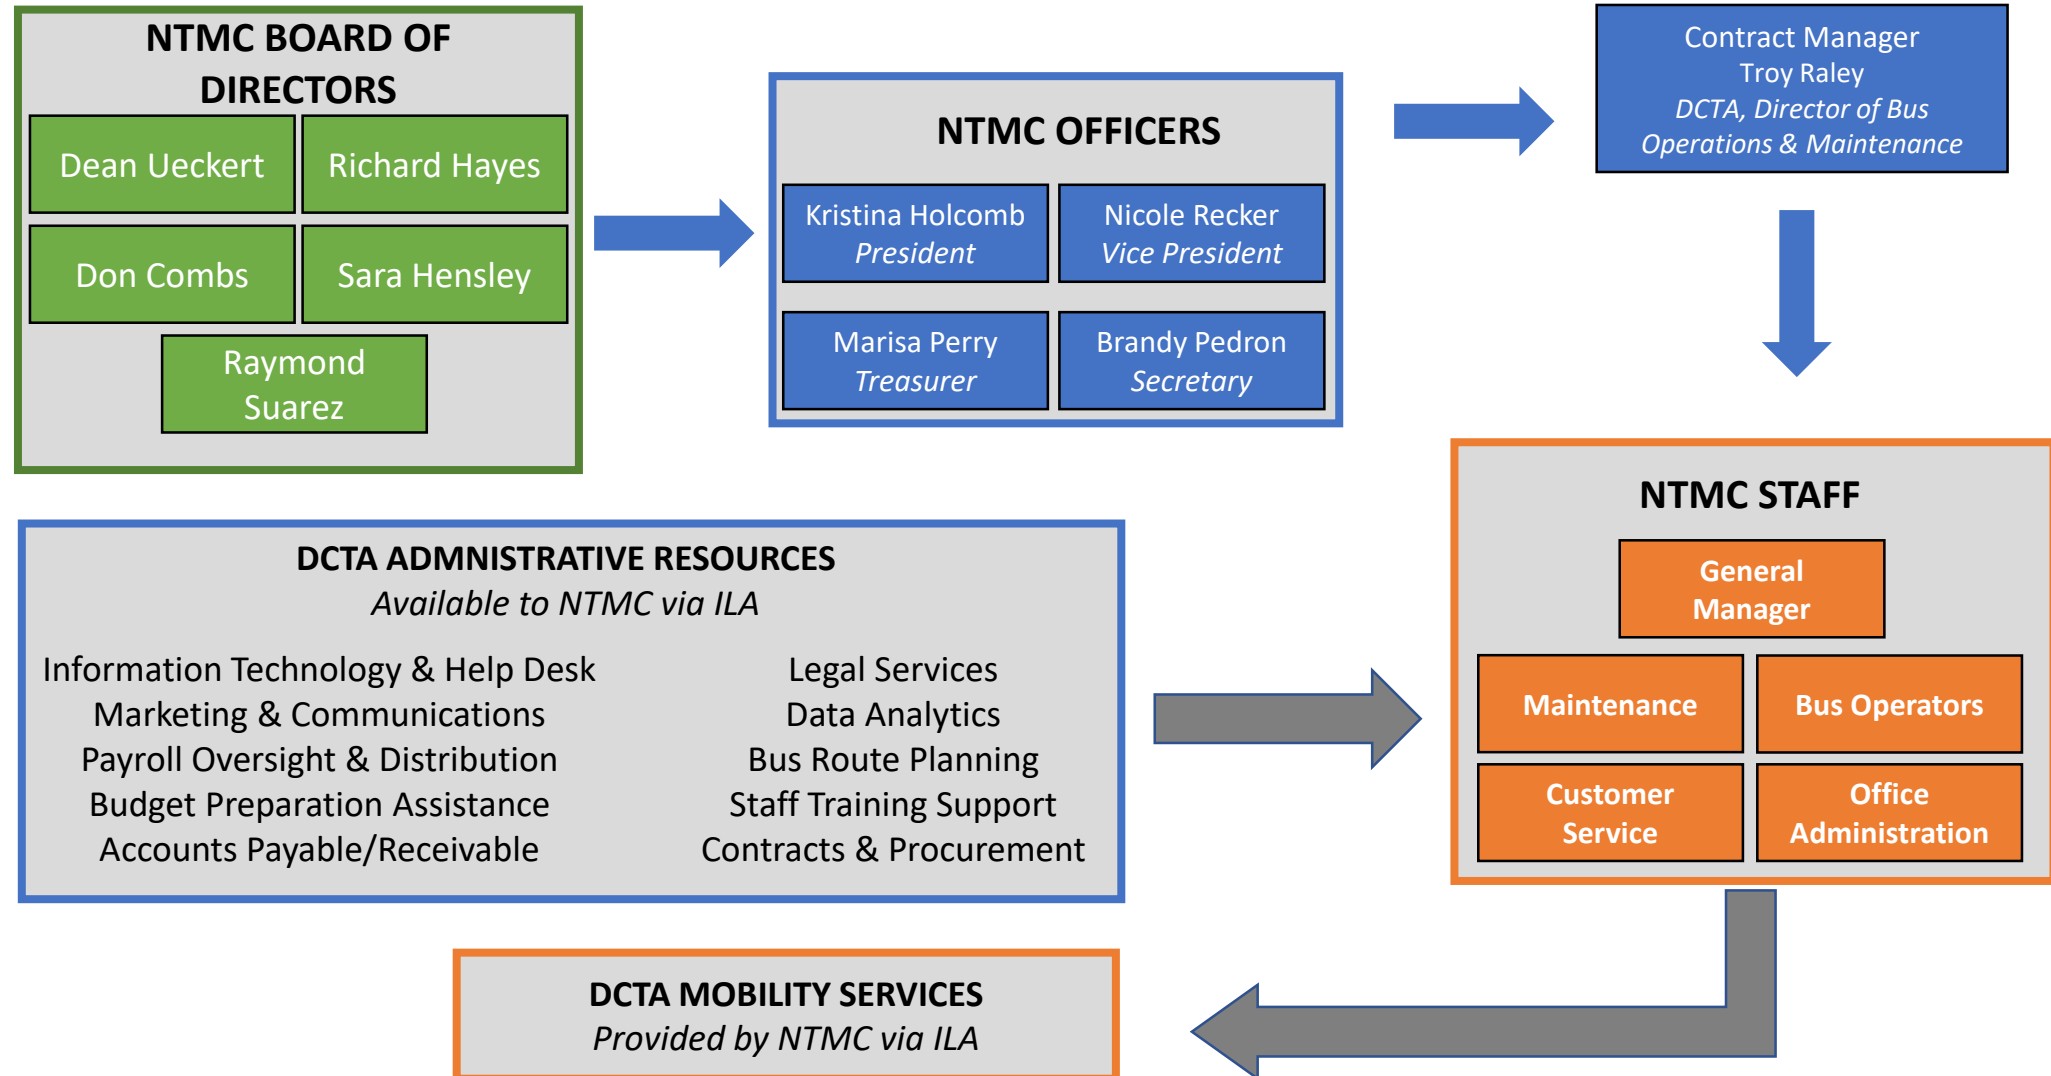 NTMC BOARD OF
DIRECTORS
Dean Ueckert
Richard Hayes
Don Combs
Sara Hensley
Raymond
Suarez
NTMC OFFICERS
Kristina Holcomb
President
Nicole Recker
Vice President
Marisa Perry
Treasurer
Brandy Pedron
Secretary
Contract Manager
Troy Raley
DCTA, Director of Bus
Operations & Maintenance
NTMC STAFF
General
Manager
Maintenance
Bus Operators
Customer
Service
Office
Administration
DCTA ADMNISTRATIVE RESOURCES
Available to NTMC via ILA
Information Technology & Help Desk
Marketing & Communications
Payroll Oversight & Distribution
Budget Preparation Assistance
Accounts Payable/Receivable
Legal Services
Data Analytics
Bus Route Planning
Staff Training Support
Contracts & Procurement
DCTA MOBILITY SERVICES
Provided by NTMC via ILA